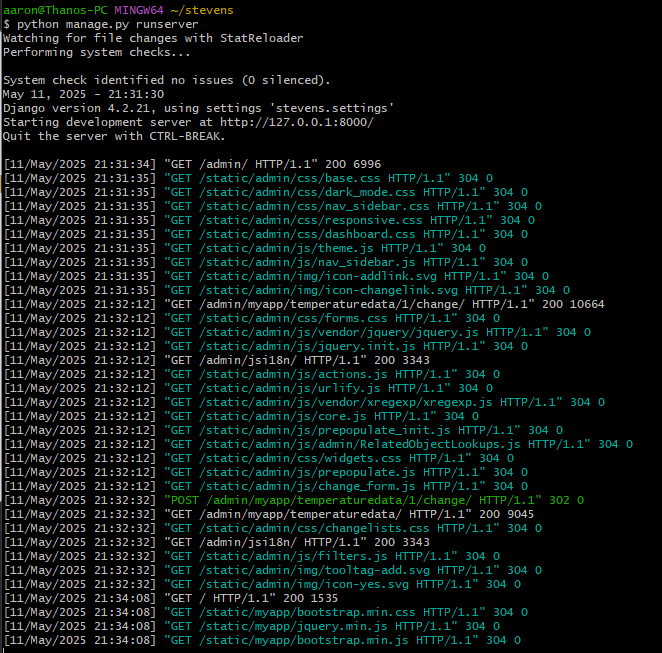 aaron@Thanos-PC MINGW64 ~/stevens
$ python manage.py runserver
Watching for file changes with StatReloader
Performing system checks...
System check identified no issues (0 silenced).
May 11, 2025 - 21:31:30
Django version 4.2.21, using settings 'stevens.settings'
Starting development server at http://127.0.0.1:8000/
Quit the server with CTRL-BREAK.
[11/May/2025 21:31:34] "GET /admin/ HTTP/1.1" 200 6996
[11/May/2025 21:31:35] "GET /static/admin/css/base.css HTTP/1.1" 304 0
[11/May/2025 21:31:35] "GET /static/admin/css/dark_mode.css HTTP/1.1" 304 0
[11/May/2025 21:31:35] "GET /static/admin/css/nav_sidebar.css HTTP/1.1" 304 0
[11/May/2025 21:31:35] "GET /static/admin/css/responsive.css HTTP/1.1" 304 0
[11/May/2025 21:31:35] "GET /static/admin/css/dashboard.css HTTP/1.1" 304 0
[11/May/2025 21:31:35] "GET /static/admin/js/theme.js HTTP/1.1" 304 0
[11/May/2025 21:31:35] "GET /static/admin/js/nav_sidebar.js HTTP/1.1" 304 0
[11/May/2025 21:31:35] "GET /static/admin/img/icon-addlink.svg HTTP/1.1" 304 0
[11/May/2025 21:31:35] "GET /static/admin/img/icon-changelink.svg HTTP/1.1" 304 0
[11/May/2025 21:32:12] "GET /admin/myapp/temperaturedata/1/change/ HTTP/1.1" 200 10664
[11/May/2025 21:32:12] "GET /static/admin/css/forms.css HTTP/1.1" 304 0
[11/May/2025 21:32:12] "GET /static/admin/js/vendor/jquery/jquery.js HTTP/1.1" 304 0
[11/May/2025 21:32:12] "GET /static/admin/js/jquery.init.js HTTP/1.1" 304 0
[11/May/2025 21:32:12] "GET /admin/jsi18n/ HTTP/1.1" 200 3343
[11/May/2025 21:32:12] "GET /static/admin/js/actions.js HTTP/1.1" 304 0
[11/May/2025 21:32:12] "GET /static/admin/js/urlify.js HTTP/1.1" 304 0
[11/May/2025 21:32:12] "GET /static/admin/js/vendor/xregexp/xregexp.js HTTP/1.1" 304 0
[11/May/2025 21:32:12] "GET /static/admin/js/core.js HTTP/1.1" 304 0
[11/May/2025 21:32:12] "GET /static/admin/js/prepopulate_init.js HTTP/1.1" 304 0
[11/May/2025 21:32:12] "GET /static/admin/js/admin/RelatedObjectLookups.js HTTP/1.1" 304 0
[11/May/2025 21:32:12] "GET /static/admin/css/widgets.css HTTP/1.1" 304 0
[11/May/2025 21:32:12] "GET /static/admin/js/prepopulate.js HTTP/1.1" 304 0
[11/May/2025 21:32:12] "GET /static/admin/js/change_form.js HTTP/1.1" 304 0
[11/May/2025 21:32:32] "POST /admin/myapp/temperaturedata/1/change/ HTTP/1.1" 302 0
[11/May/2025 21:32:32] "GET /admin/myapp/temperaturedata/ HTTP/1.1" 200 9045
[11/May/2025 21:32:32] "GET /static/admin/css/changelists.css HTTP/1.1" 304 0
[11/May/2025 21:32:32] "GET /admin/jsi18n/ HTTP/1.1" 200 3343
[11/May/2025 21:32:32] "GET /static/admin/js/filters.js HTTP/1.1" 304 0
[11/May/2025 21:32:32] "GET /static/admin/img/tooltag-add.svg HTTP/1.1" 304 0
[11/May/2025 21:32:32] "GET /static/admin/img/icon-yes.svg HTTP/1.1" 304 0
[11/May/2025 21:34:08] "GET / HTTP/1.1" 200 1535
[11/May/2025 21:34:08] "GET /static/myapp/bootstrap.min.css HTTP/1.1" 304 0
[11/May/2025 21:34:08] "GET /static/myapp/jquery.min.js HTTP/1.1" 304 0
[11/May/2025 21:34:08] "GET /static/myapp/bootstrap.min.js HTTP/1.1" 304 0